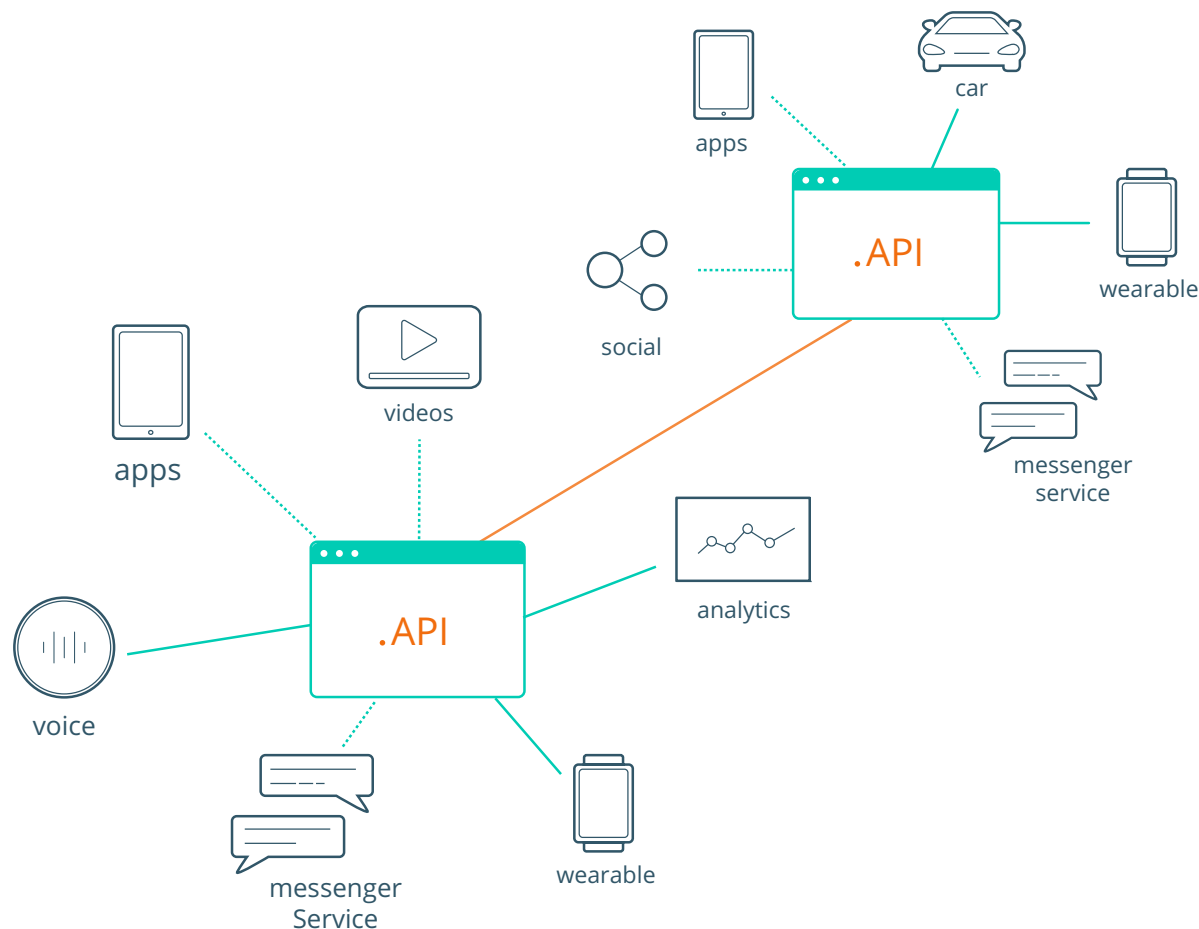 car
apps
.API
wearable
social
videos
messenger
service
apps
analytics
.API
voice
wearable
messenger
Service